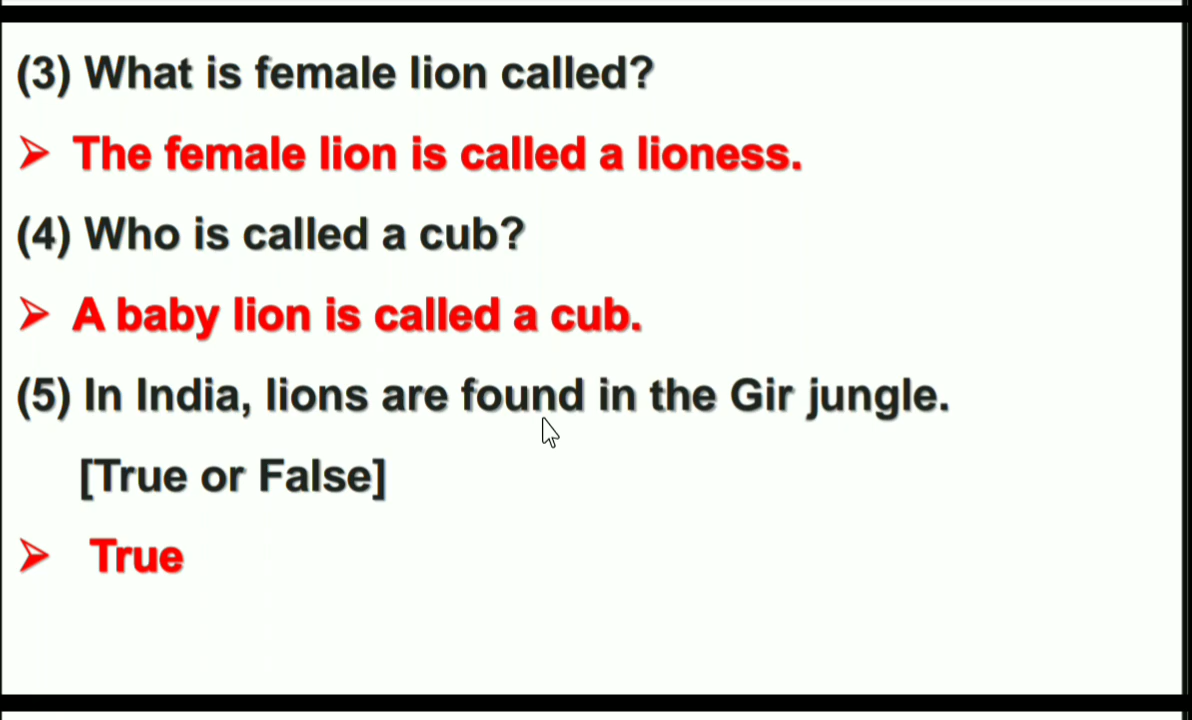 (3) What is female lion called?
➢ The female lion is called a lioness.
(4) Who is called a cub?
➢ A baby lion is called a cub.
(5) In India, lions are found in the Gir jungle.
[True or False]
➢ True